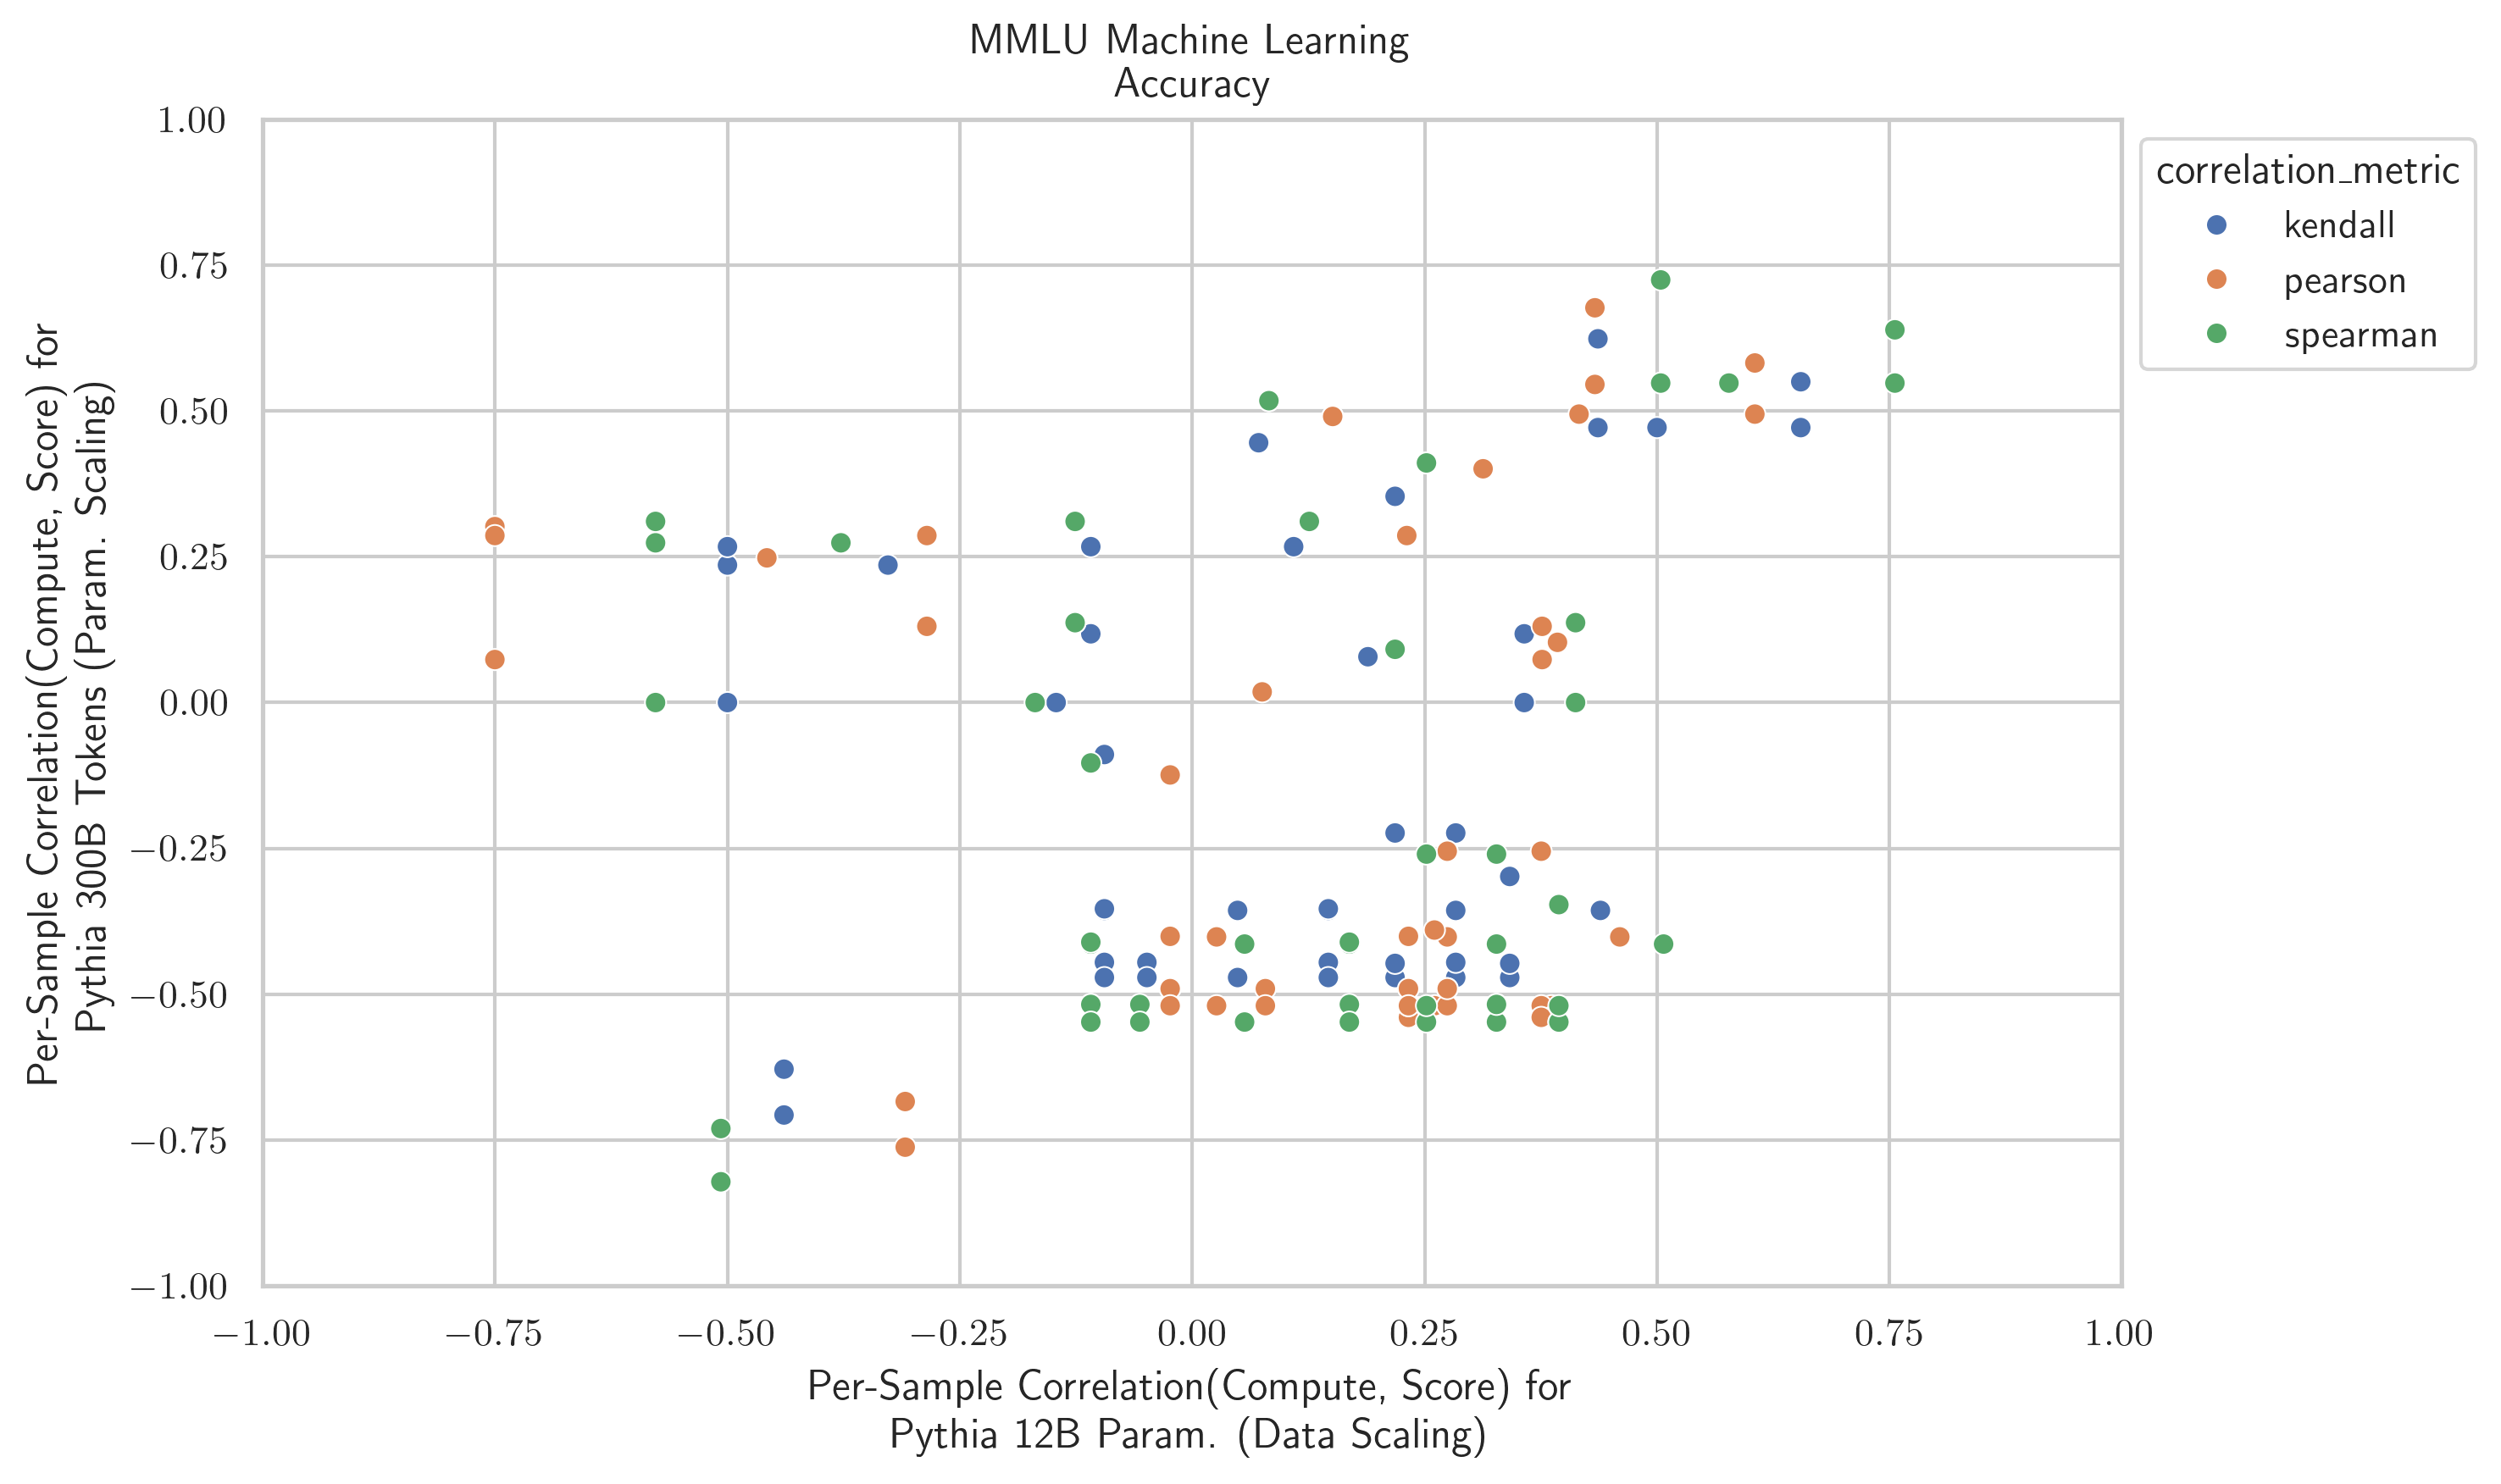 MMLU Machine Learning
Accuracy
1.00
0.75
0.50
0.25
0.00
−0.25
−0.50
−0.75
−1.00
Per-Sample Correlation(Compute, Score) for
Pythia 300B Tokens (Param. Scaling)
−1.00 −0.75 −0.50 −0.25 0.00 0.25 0.50 0.75 1.00
Per-Sample Correlation(Compute, Score) for
Pythia 12B Param. (Data Scaling)
correlation_metric
kendall
pearson
spearman